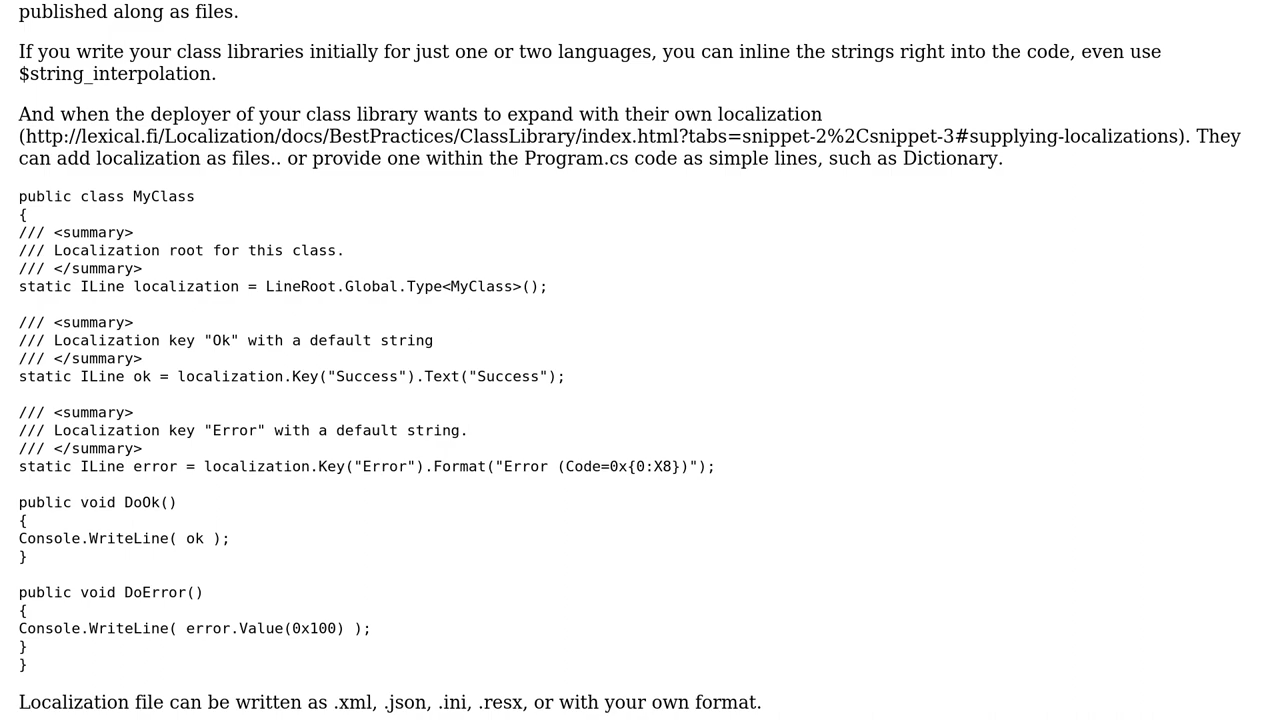 published along as files.
If you write your class libraries initially for just one or two languages, you can inline the strings right into the code, even use
$string_interpolation.
And when the deployer of your class library wants to expand with their own localization
(http://lexical.fi/Localization/docs/BestPractices/ClassLibrary/index.html?tabs=snippet-2%2Csnippet-3#supplying-localizations). They
can add localization as files.. or provide one within the Program.cs code as simple lines, such as Dictionary.
public class MyClass
{
/// <summary>
/// Localization root for this class.
/// </summary>
static ILine localization = LineRoot.Global.Type<MyClass>();
/// <summary>
/// Localization key "Ok" with a default string
/// </summary>
static ILine ok = localization.Key("Success").Text("Success");
/// <summary>
/// Localization key "Error" with a default string.
/// </summary>
static ILine error = localization.Key("Error").Format("Error (Code=0x{0:X8})");
public void DoOk()
{
Console.WriteLine( ok );
}
public void DoError()
{
Console.WriteLine( error.Value(0x100) );
}
}
Localization file can be written as .xml, .json, .ini, .resx, or with your own format.